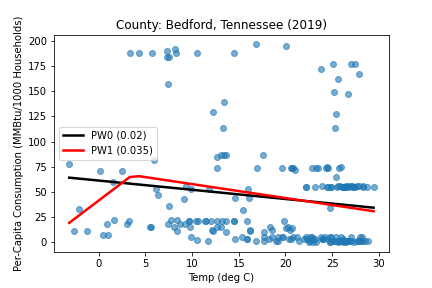 County: Bedford, Tennessee (2019)
Per-Capita Consumption (MMBtu/1000 Households)
200
175
150
125
100
75
50
25
0
PW0 (0.02)
PW1 (0.035)
0 5 10 15 20 25 30
Temp (deg C)